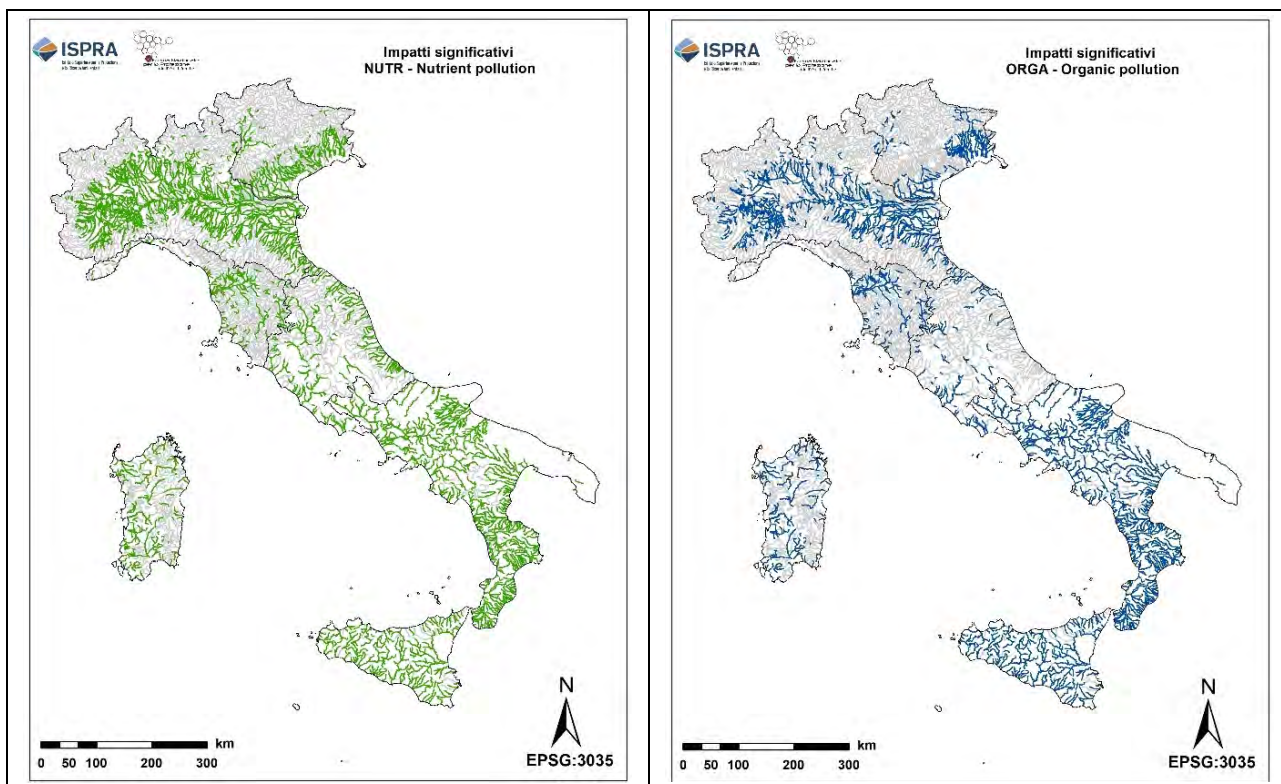 ISPRA
Impatti significativi
NUTR - Nutrient pollution
N
km
0 50 100 200 300
EPSG:3035
ISPRA
Impatti significativi
ORGA - Organic pollution
N
km
0 50 100 200 300
EPSG:3035